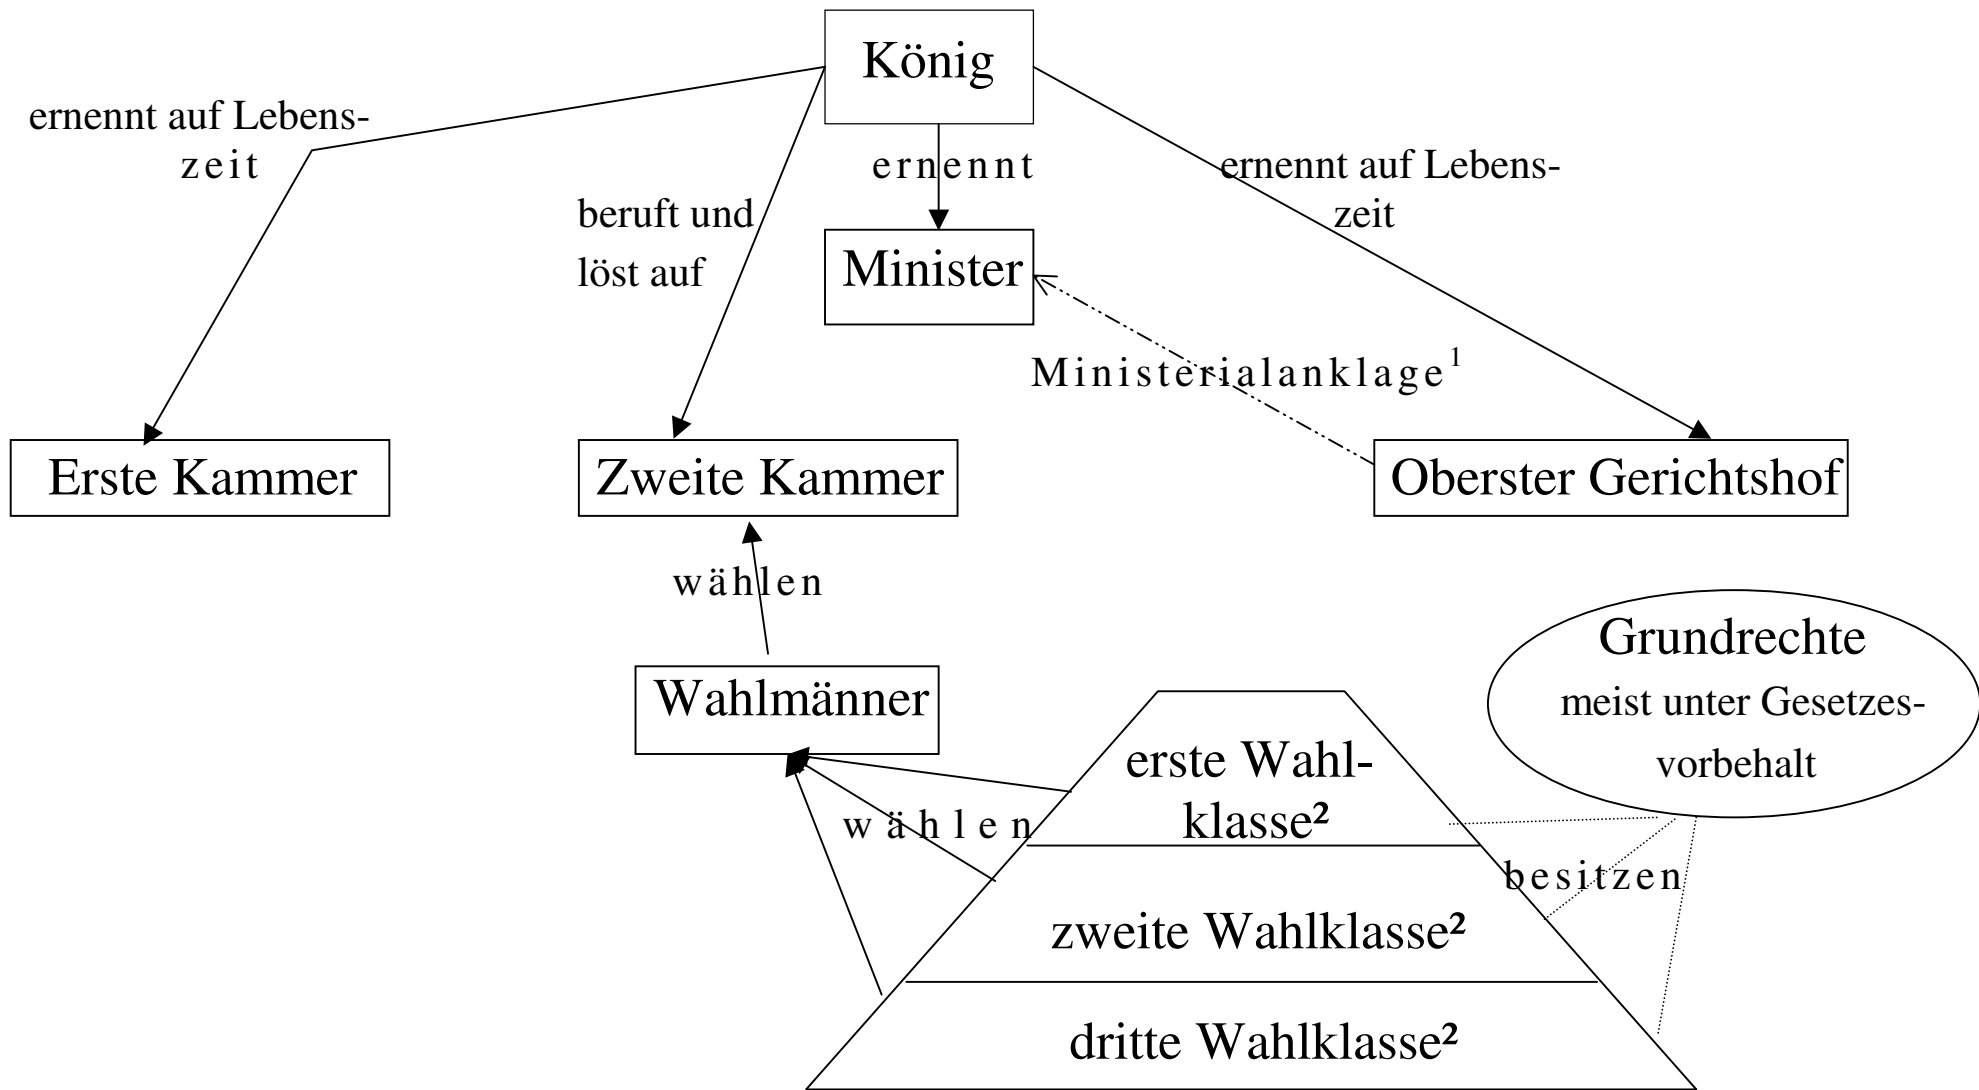 König
ernennt auf Lebens-
zeit
ernennt
ernennt auf Lebens-
zeit
beruft und
löst auf
Minister
Ministerialanklage¹
Erste Kammer
Zweite Kammer
Oberster Gerichtshof
wählen
Grundrechte
meist unter Gesetzes-
vorbehalt
Wahlmänner
erste Wahl-
klasse²
wählen
besitzen
zweite Wahlklasse²
dritte Wahlklasse²